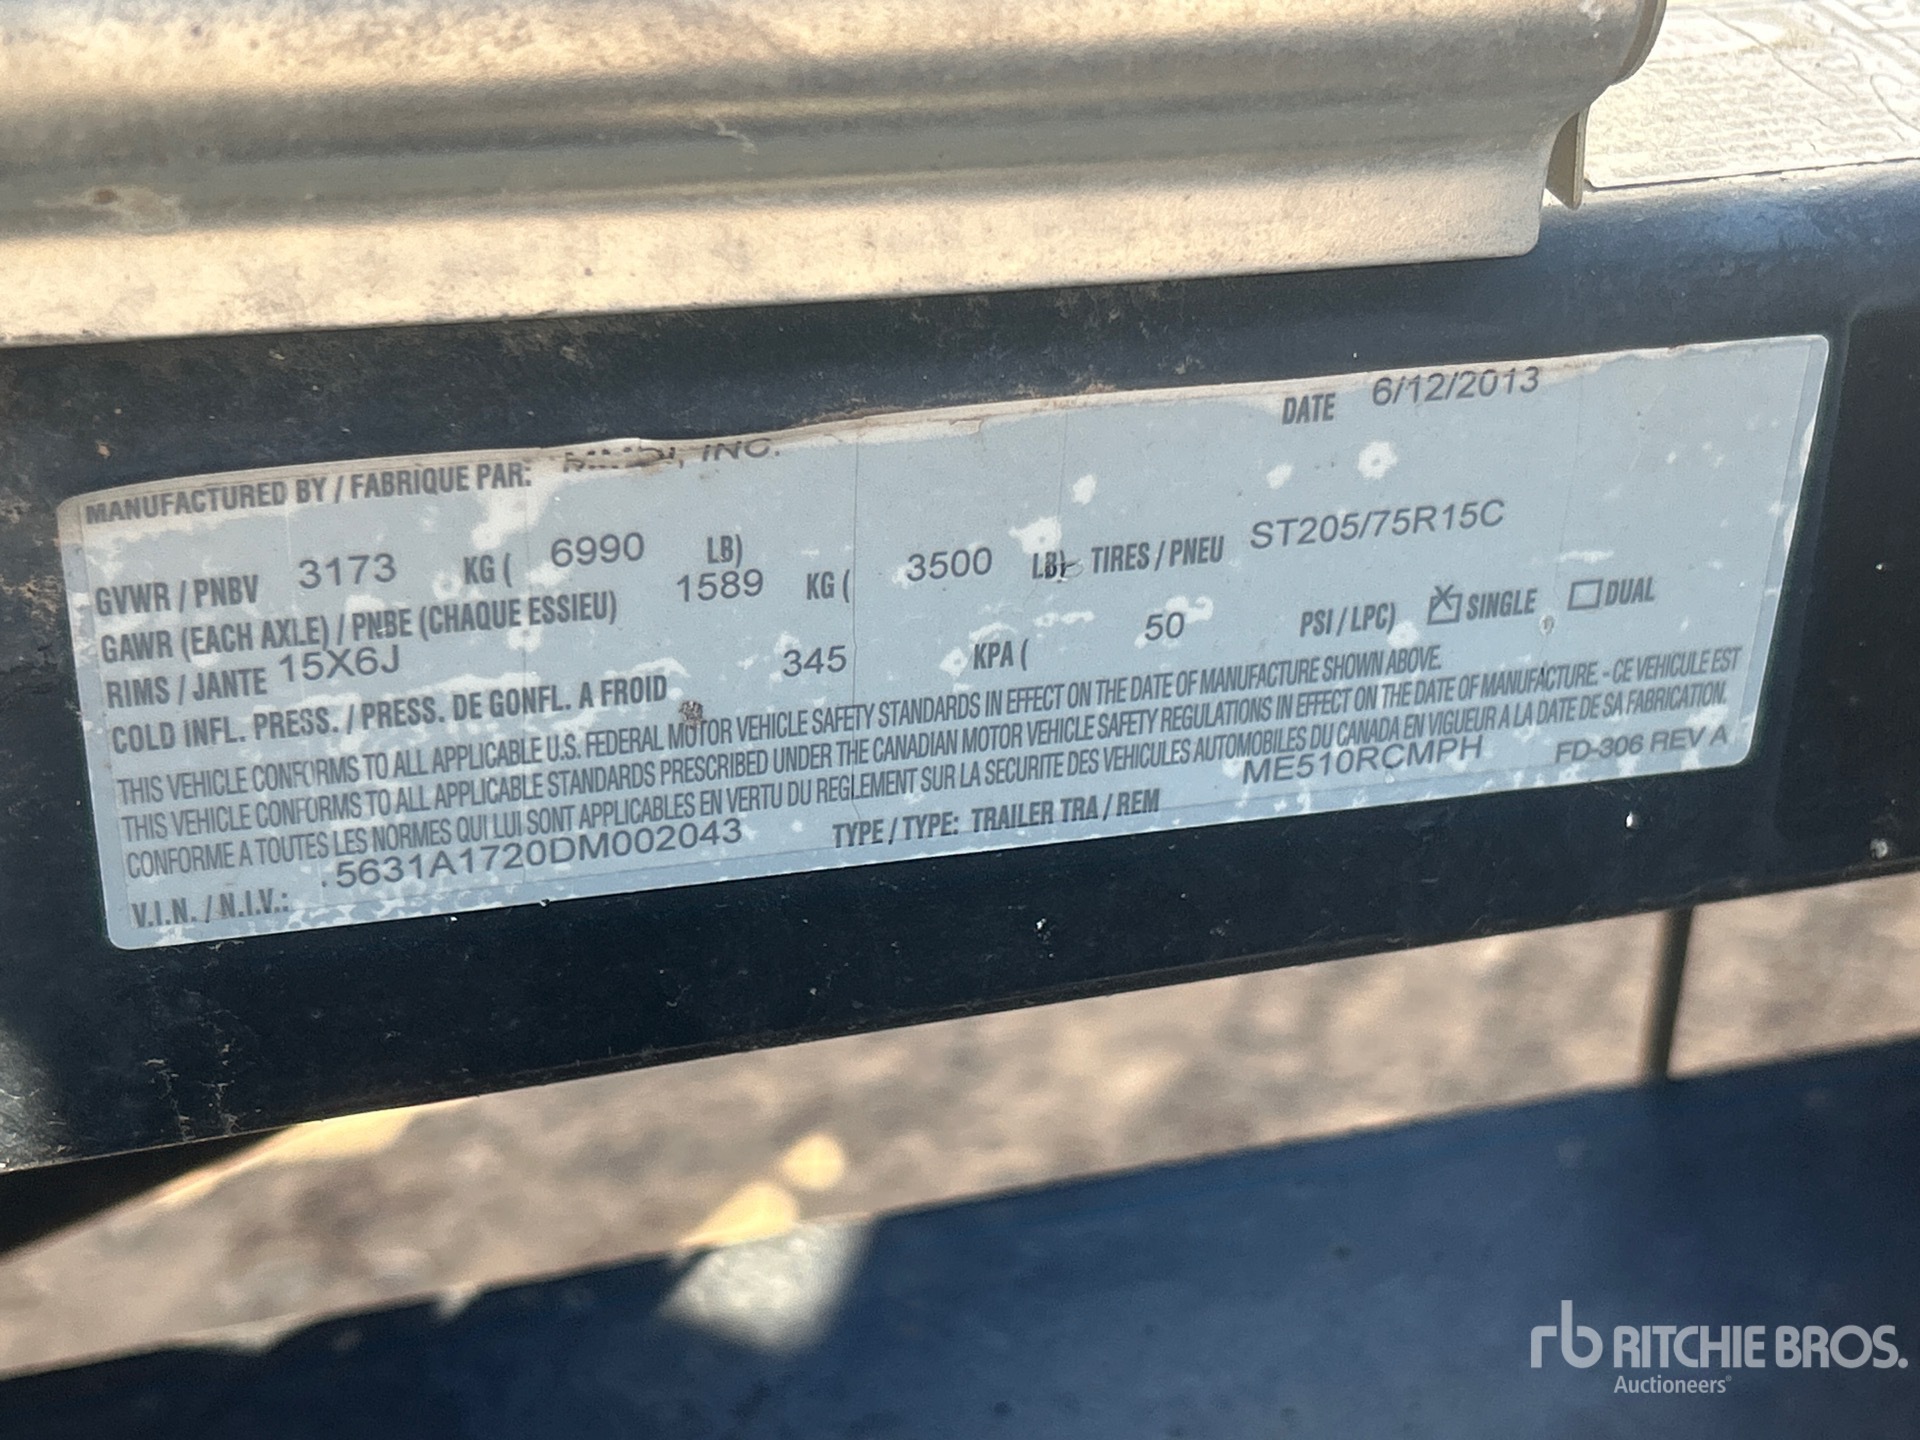 MANUFACTURED BY / FABRIQUE PAR: MMDI, INC. DATE 6/12/2013
GVWR / PNBV 3173 KG ( 6990 LB)
GAWR (EACH AXLE) / PNBE (CHAQUE ESSIEU) 1589 KG ( 3500 LB) TIRES / PNEU ST205/75R15C
RIMS / JANTE 15X6J
COLD INFL. PRESS. / PRESS. DE GONFL. A FROID 345 KPA ( 50 PSI / LPC) X SINGLE DUAL
THIS VEHICLE CONFORMS TO ALL APPLICABLE U.S. FEDERAL MOTOR VEHICLE SAFETY STANDARDS IN EFFECT ON THE DATE OF MANUFACTURE SHOWN ABOVE.
THIS VEHICLE CONFORMS TO ALL APPLICABLE STANDARDS PRESCRIBED UNDER THE CANADIAN MOTOR VEHICLE SAFETY REGULATIONS IN EFFECT ON THE DATE OF MANUFACTURE. - CE VEHICULE EST
CONFORME A TOUTES LES NORMES QUI LUI SONT APPLICABLES EN VERTU DU REGLEMENT SUR LA SECURITE DES VEHICULES AUTOMOBILES DU CANADA EN VIGUEUR A LA DATE DE SA FABRICATION.
V.I.N. / N.I.V.: .5631A1720DM002043 TYPE / TYPE: TRAILER TRA / REM ME510RCMPH FD-306 REV A
rb RITCHIE BROS.
Auctioneers